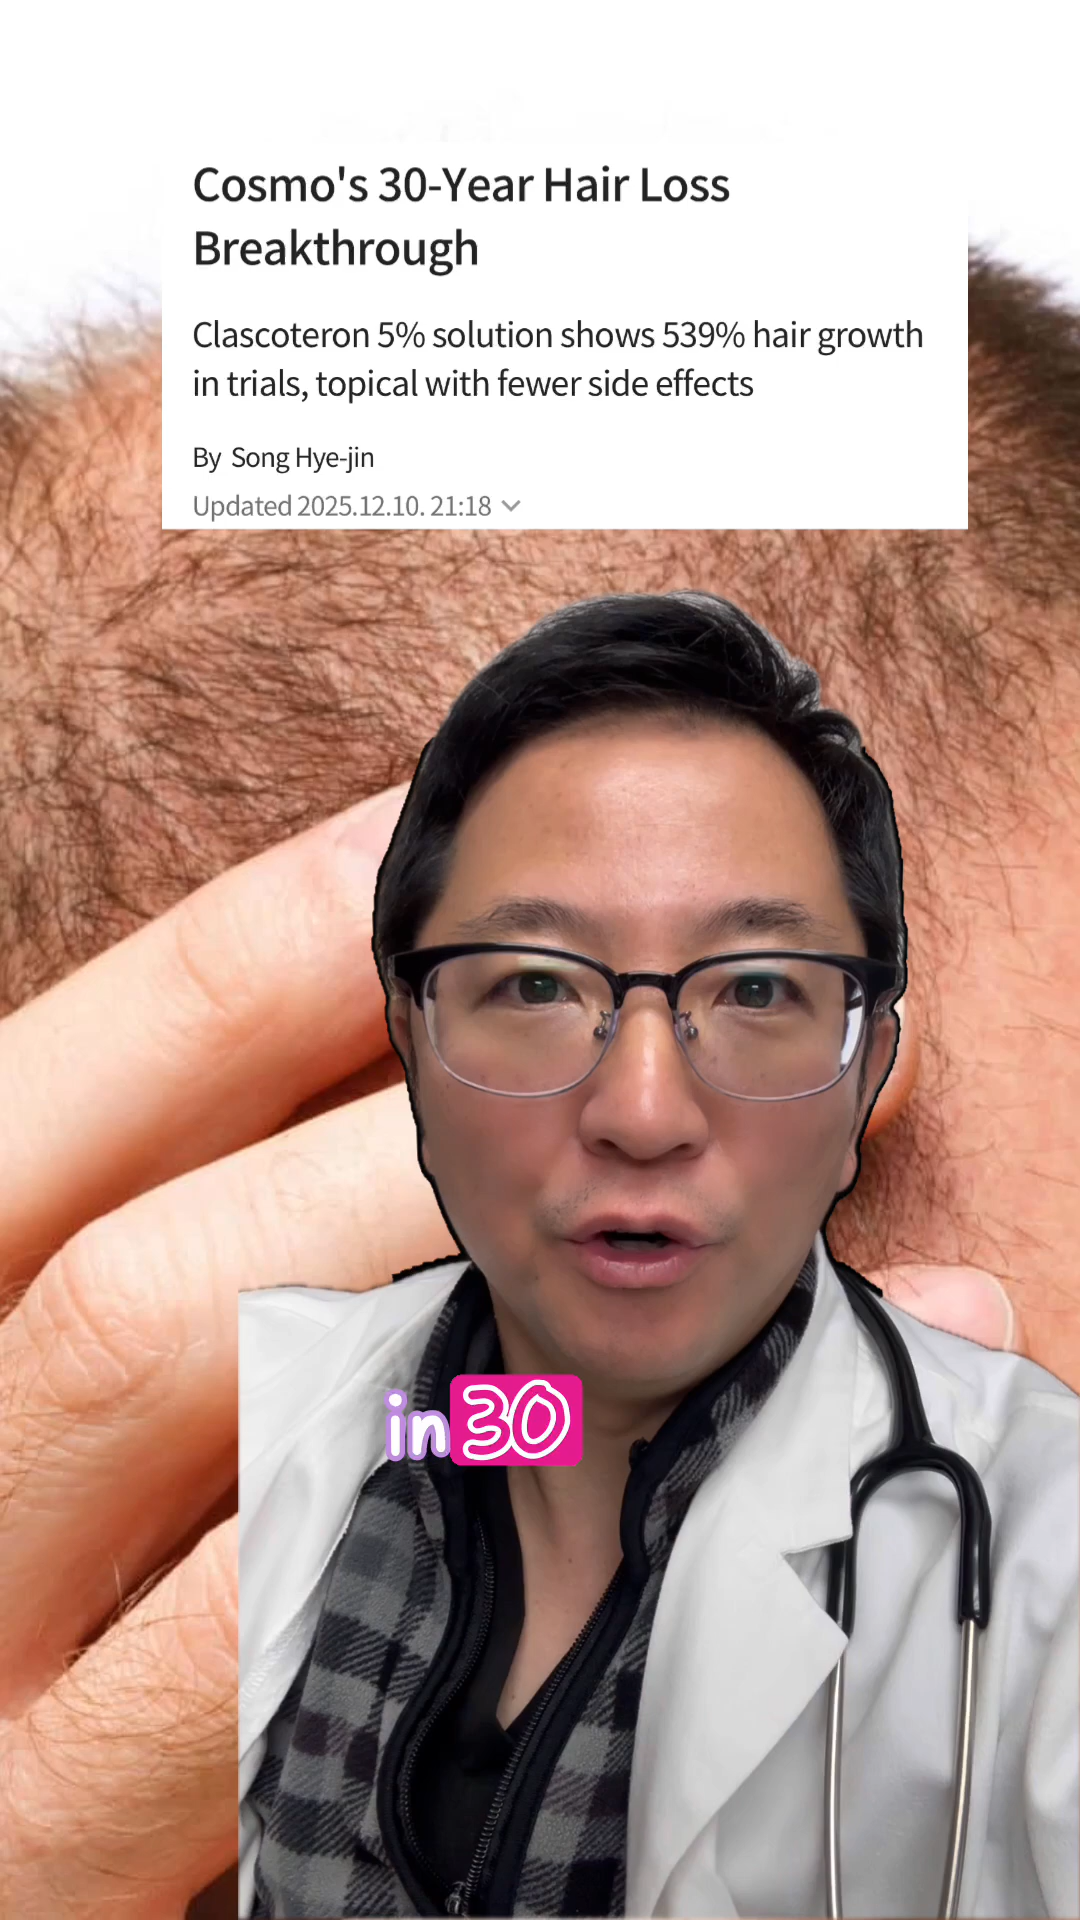 Cosmo's 30-Year Hair Loss
Breakthrough
Clascoteron 5% solution shows 539% hair growth
in trials, topical with fewer side effects
By Song Hye-jin
Updated 2025.12.10. 21:18
in 30